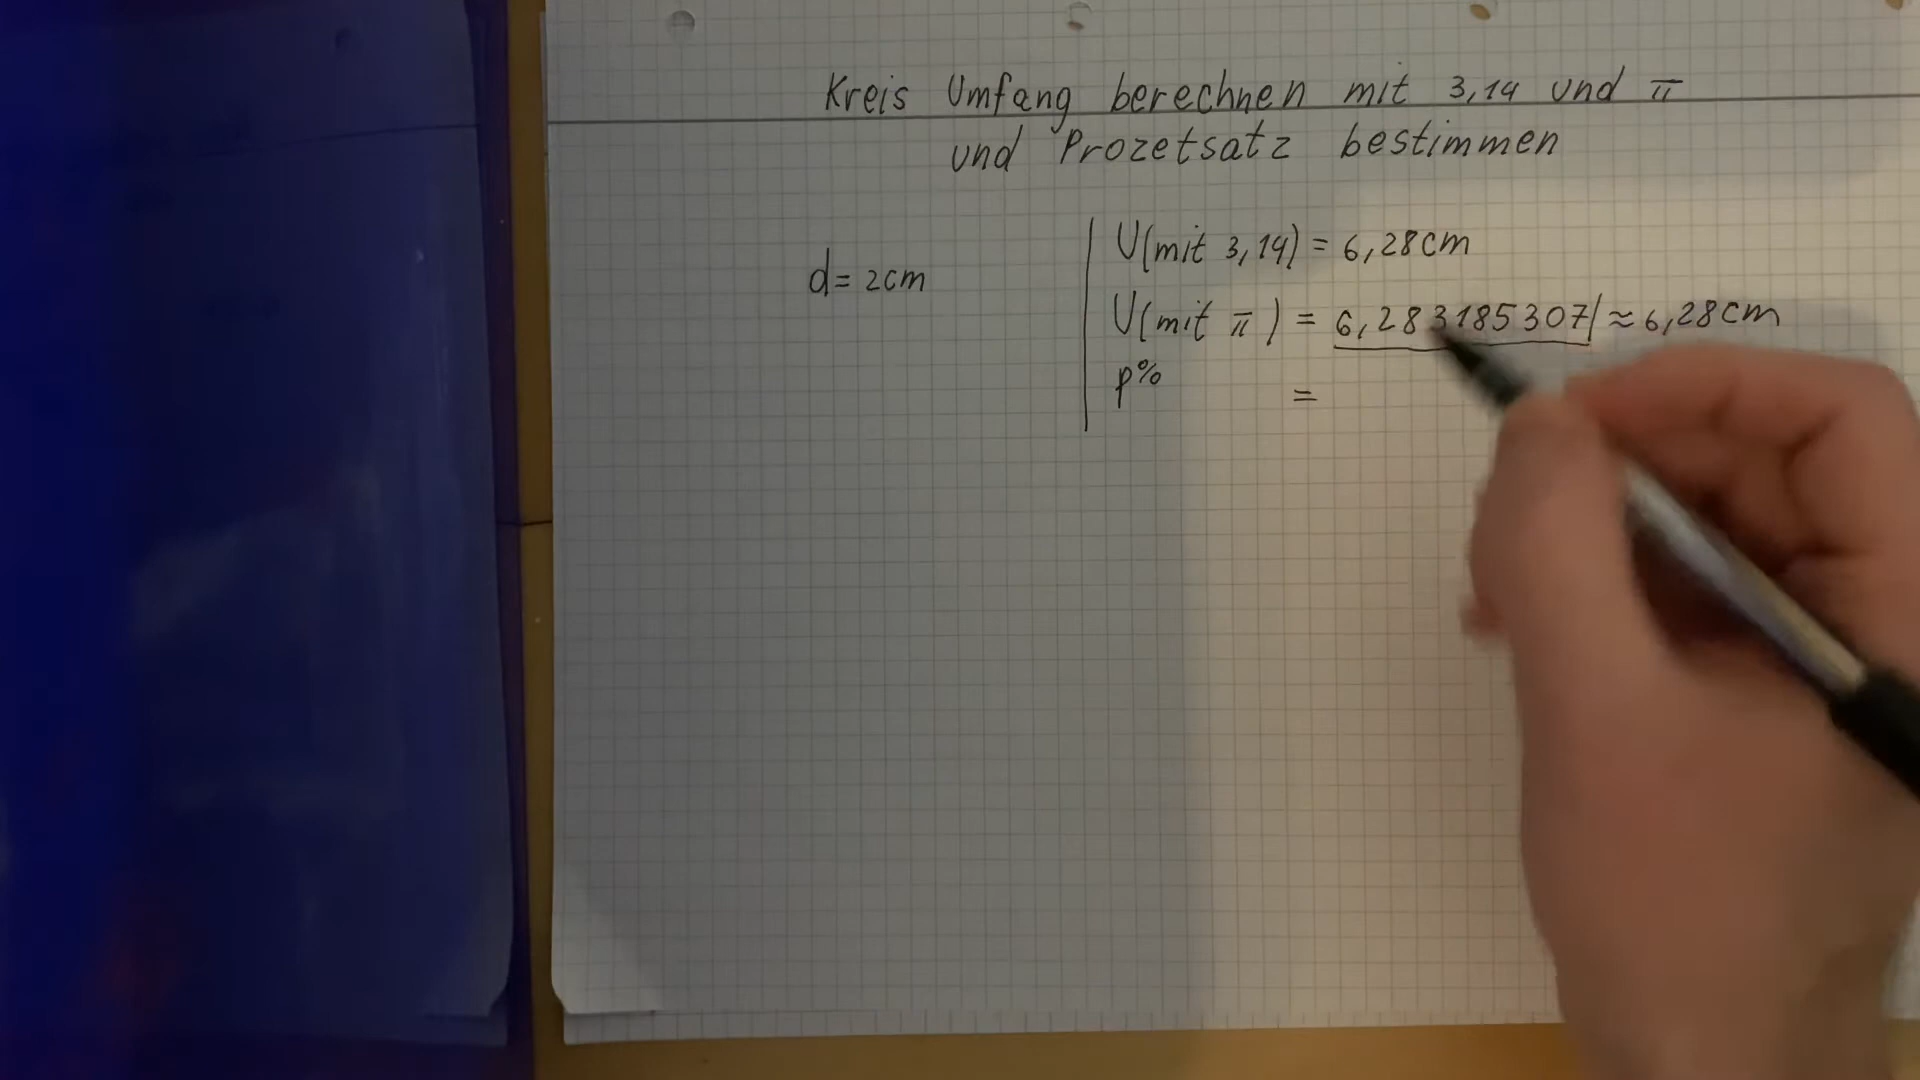 Kreis Umfang berechnen mit 3,14 und π
und Prozetsatz bestimmen
d = 2cm
U(mit 3,14) = 6,28cm
U(mit π) = 6,283185307| ≈ 6,28cm
p% =